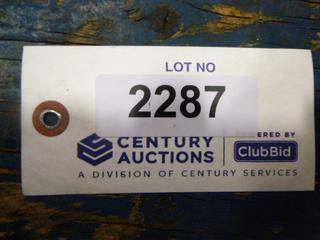 LOT NO
2287
CENTURY
AUCTIONS
ERED BY
ClubBid
A DIVISION OF CENTURY SERVICES